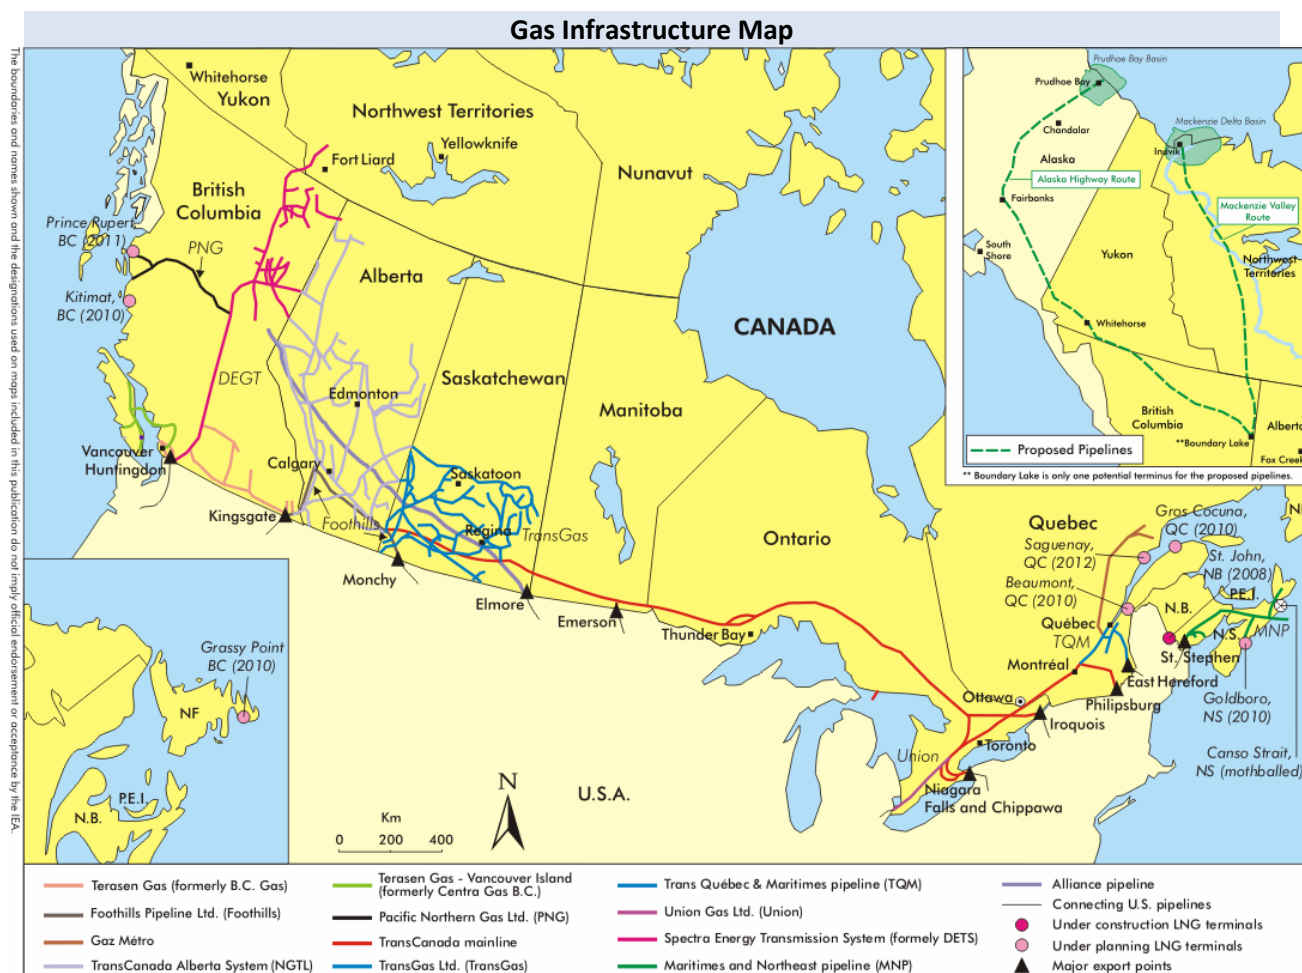 Gas Infrastructure Map
The boundaries and names shown and the designations used on maps included in this publication do not imply official endorsement or acceptance by the IEA.
Whitehorse
Yukon
Northwest Territories
Yellowknife
Fort Liard
Nunavut
British
Columbia
Prince Rupert,
BC (2011)
PNG
Kitimat,
BC (2010)
Alberta
CANADA
DEGT
Saskatchewan
Edmonton
Manitoba
Vancouver
Huntingdon
Calgary
Saskatoon
Kingsgate
Foothills
Regina
TransGas
Ontario
Monchy
Elmore
Emerson
Thunder Bay
Quebec
Gros Cocuna,
QC (2010)
Saguenay,
QC (2012)
St. John,
NB (2008)
Beaumont,
QC (2010)
P.E.I.
N.B.
Québec
TQM
N.S.
MNP
Montréal
St. Stephen
East Hereford
Philipsburg
Goldboro,
NS (2010)
Ottawa
Iroquois
Toronto
Union
Canso Strait,
NS (mothballed)
Niagara
Falls and Chippawa
U.S.A.
N
Km
0 200 400
Prudhoe Bay Basin
Prudhoe Bay
Chandalar
Mackenzie Delta Basin
Inuvik
Alaska
Alaska Highway Route
Fairbanks
Mackenzie Valley
Route
South
Shore
Yukon
Northwest
Territories
Whitehorse
British
Columbia
**Boundary Lake
Alberta
Fox Creek
Proposed Pipelines
** Boundary Lake is only one potential terminus for the proposed pipelines.
Grassy Point
BC (2010)
NF
P.E.I.
N.B.
Terasen Gas (formerly B.C. Gas)
Foothills Pipeline Ltd. (Foothills)
Gaz Métro
TransCanada Alberta System (NGTL)
Terasen Gas - Vancouver Island
(formerly Centra Gas B.C.)
Pacific Northern Gas Ltd. (PNG)
TransCanada mainline
TransGas Ltd. (TransGas)
Trans Québec & Maritimes pipeline (TQM)
Union Gas Ltd. (Union)
Spectra Energy Transmission System (formely DETS)
Maritimes and Northeast pipeline (MNP)
Alliance pipeline
Connecting U.S. pipelines
Under construction LNG terminals
Under planning LNG terminals
Major export points